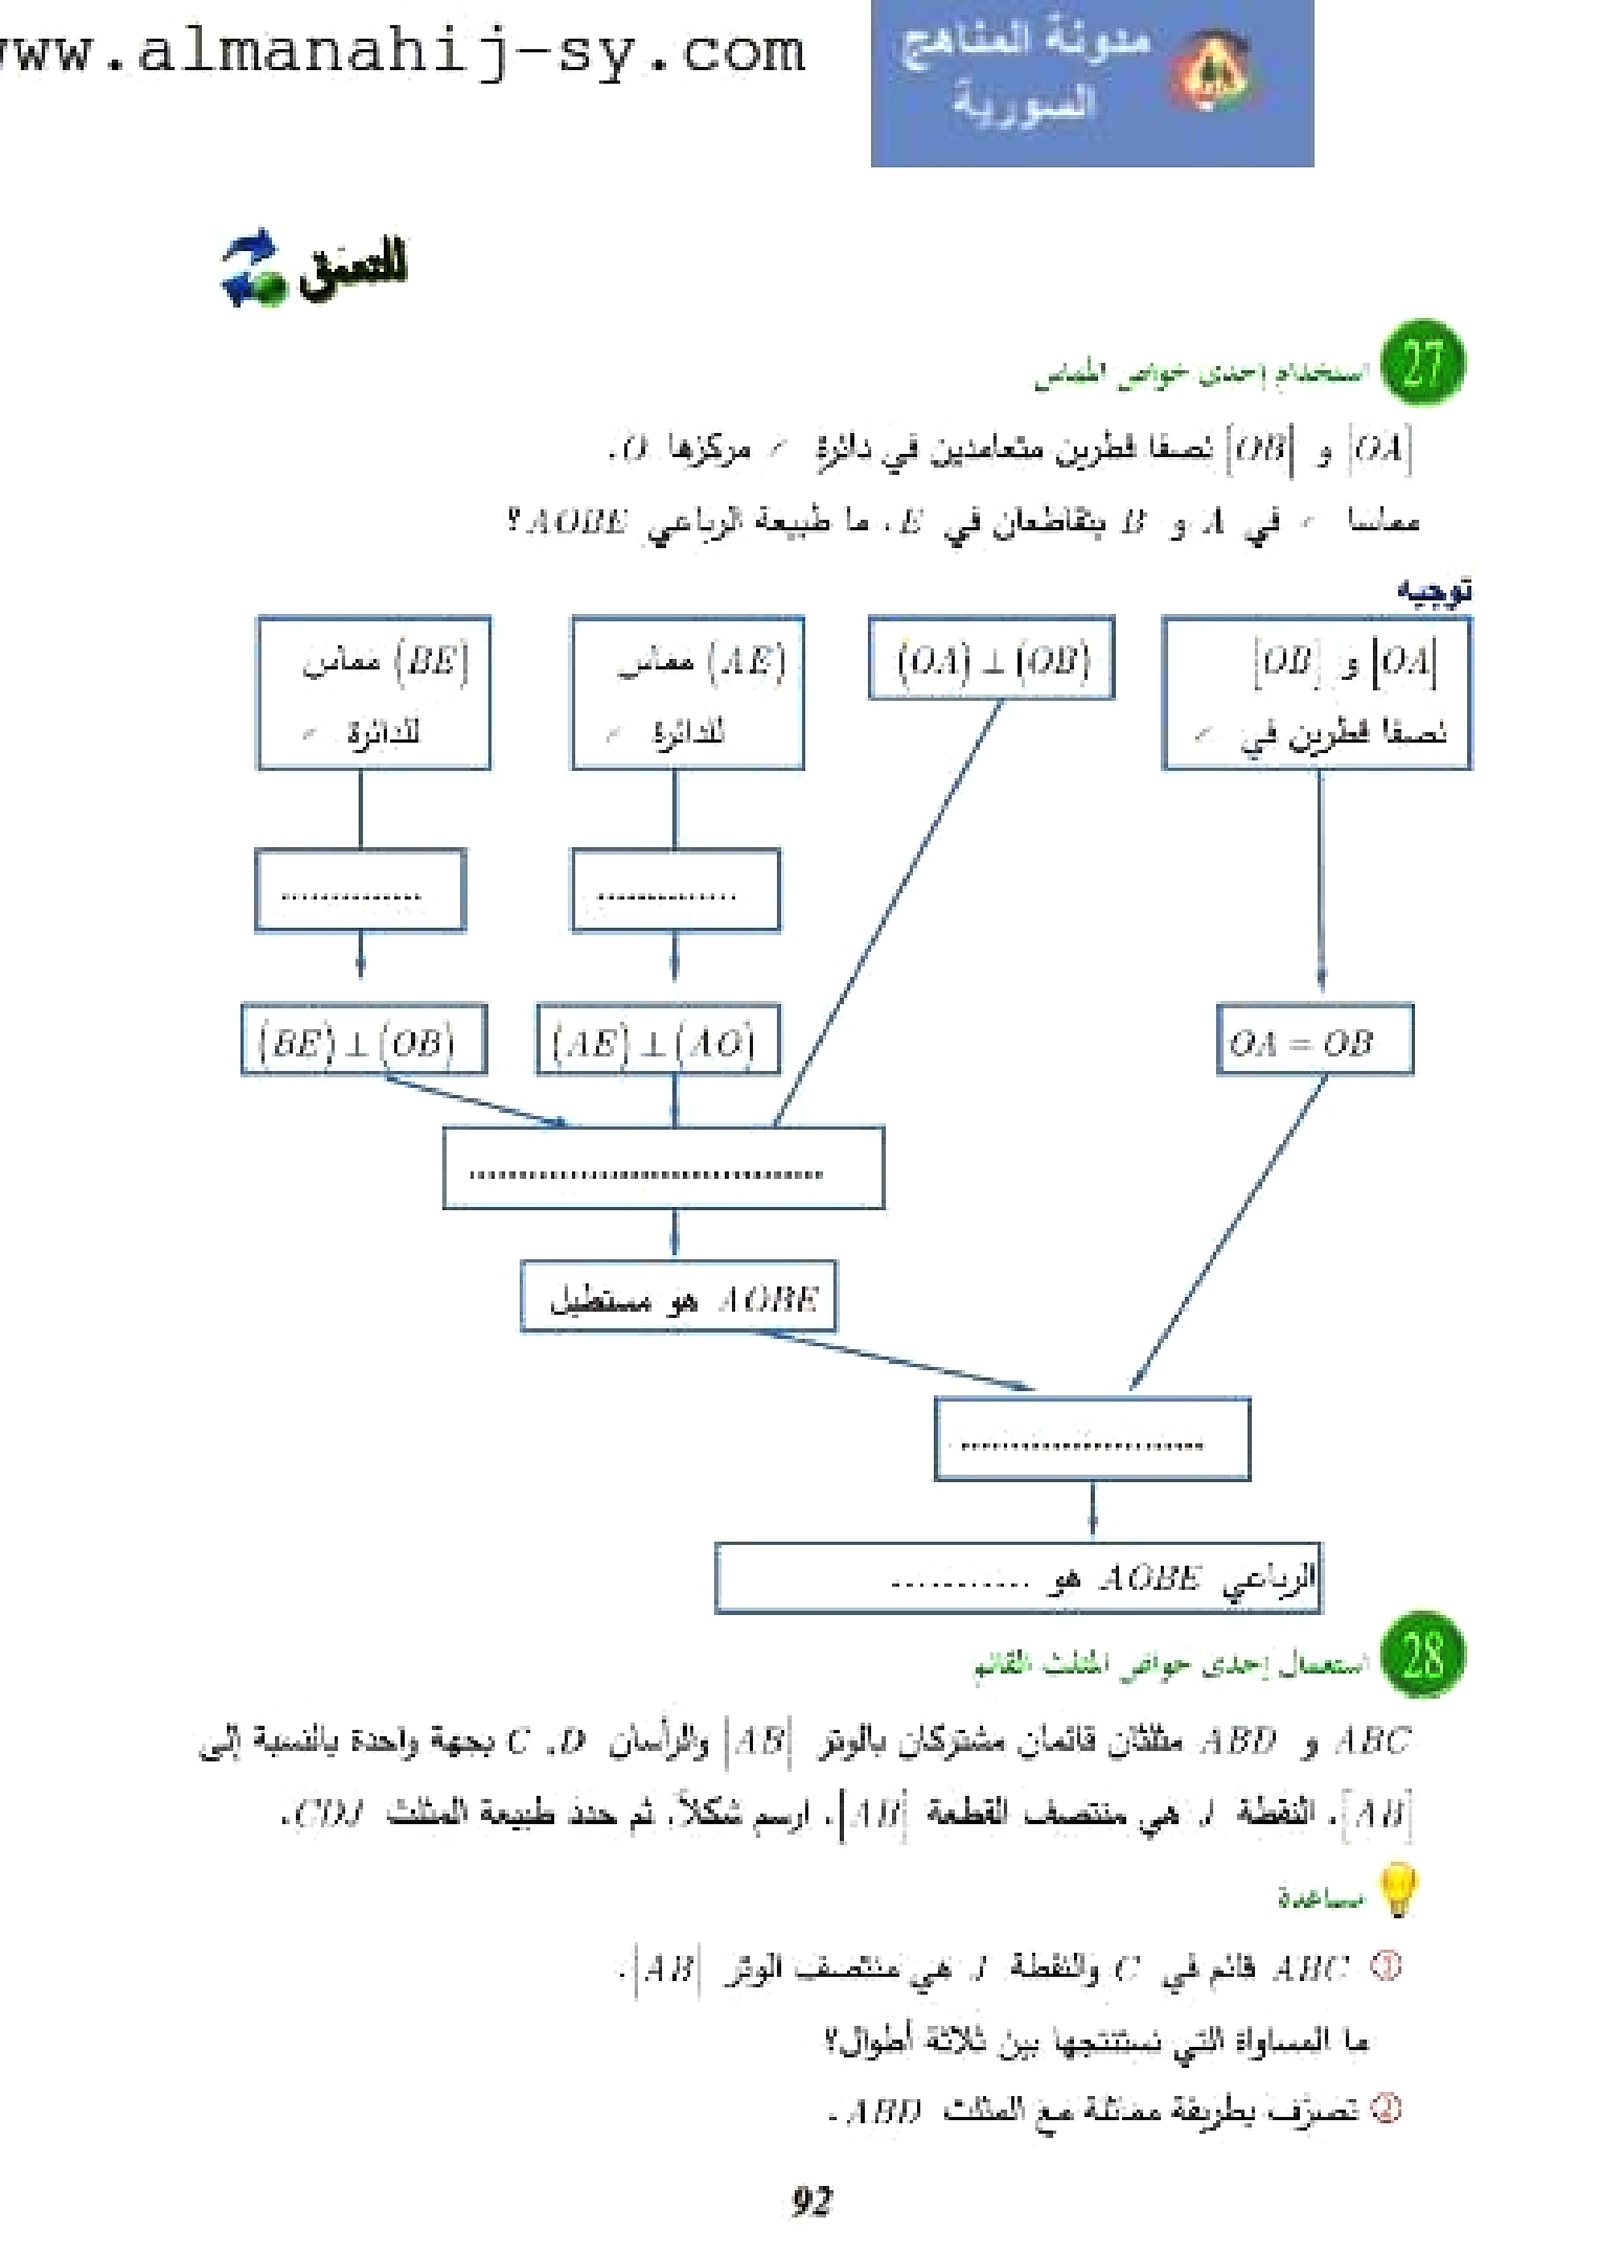 www.almanahij-sy.com
مدونة المناهج
السورية
للتعمق
27 استخدام إحدى خواص المماس
[OA] و [OB] نصفا قطرين متعامدين في دائرة مركزها O.
مماسا في A و B يتقاطعان في E. ما طبيعة الرباعي AOBE؟
توجيه
[OA] و [OB]
نصفا قطرين في
(OA) ⊥ (OB)
(AE) مماس
للدائرة
(BE) مماس
للدائرة
..............
..............
OA = OB
(AE) ⊥ (AO)
(BE) ⊥ (OB)
...................................
AOBE هو مستطيل
........................
الرباعي AOBE هو ...........
28 استعمال إحدى خواص المثلث القائم
ABC و ABD مثلثان قائمان مشتركان بالوتر [AB] والرأسان C ,D بجهة واحدة بالنسبة إلى
[AB]. النقطة I هي منتصف القطعة [AB]. ارسم شكلاً، ثم حدد طبيعة المثلث CDI.
مساعدة
① ABC قائم في C والنقطة I هي منتصف الوتر [AB].
ما المساواة التي نستنتجها بين ثلاثة أطوال؟
② تصرّف بطريقة مماثلة مع المثلث ABD.
92